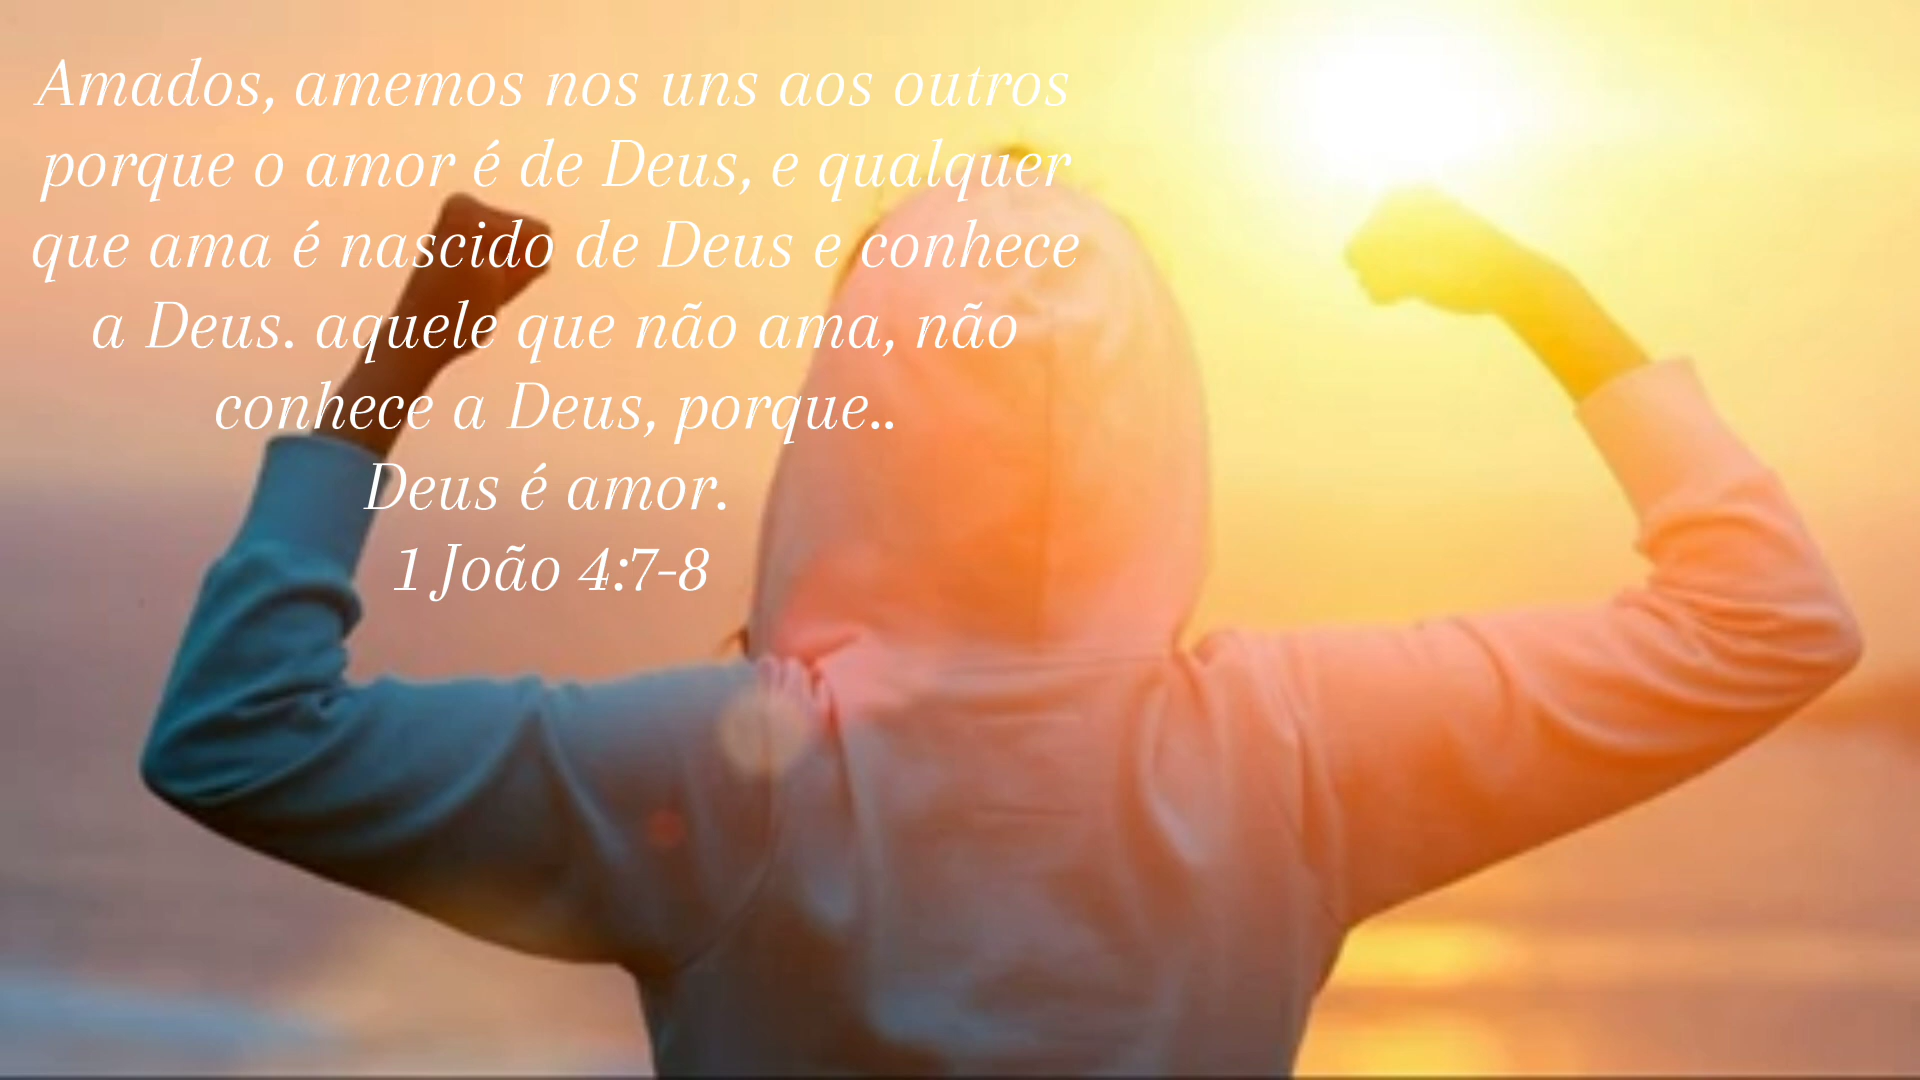 Amados, amemos nos uns aos outros
porque o amor é de Deus, e qualquer
que ama é nascido de Deus e conhece
a Deus. aquele que não ama, não
conhece a Deus, porque..
Deus é amor.
1 João 4:7-8